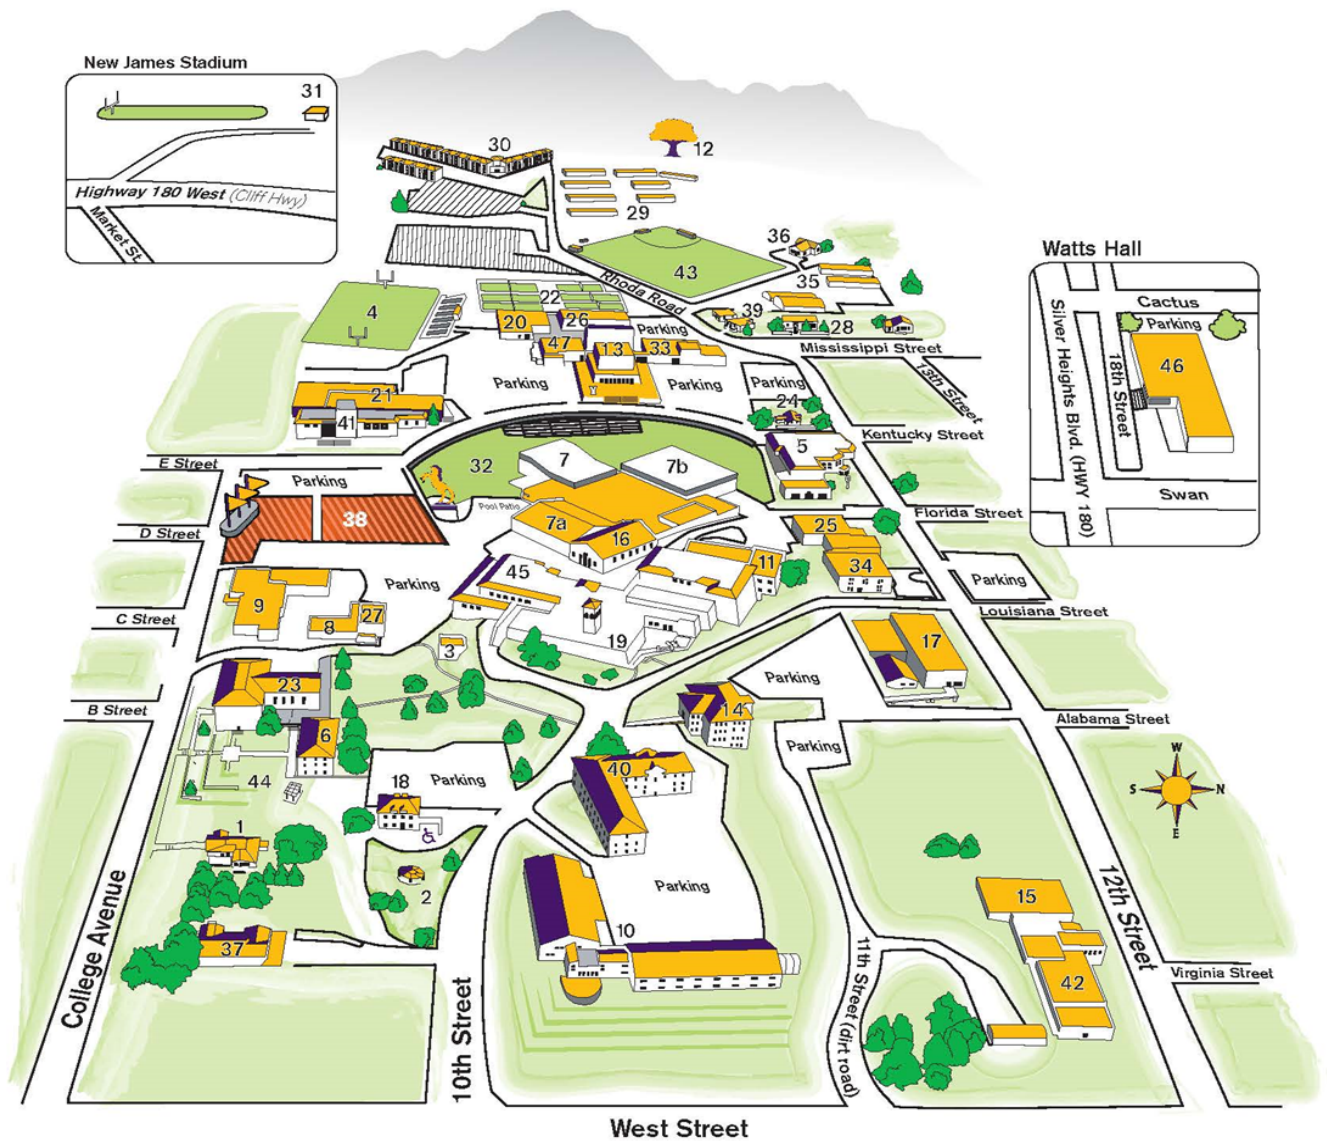 New James Stadium
31
Highway 180 West (Cliff Hwy)
Market St.
30
12
29
36
43
35
Rhoda Road
4
22
39
28
20
26
Parking
Mississippi Street
47
13
33
13th Street
21
Parking
Parking
Parking
24
41
Kentucky Street
5
E Street
Parking
32
7
7b
38
Pool Patio
7a
16
25
Florida Street
D Street
45
11
34
Parking
Parking
9
27
8
C Street
19
17
Louisiana Street
3
23
Parking
14
B Street
6
Alabama Street
Parking
44
18
Parking
40
W
S
N
E
1
2
Parking
15
12th Street
College Avenue
37
10
11th Street (dirt road)
42
Virginia Street
10th Street
West Street
Watts Hall
Cactus
Parking
Silver Heights Blvd. (HWY 180)
18th Street
46
Swan